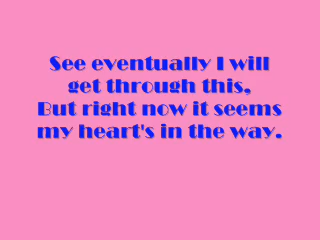 See eventually I will
get through this,
But right now it seems
my heart's in the way.